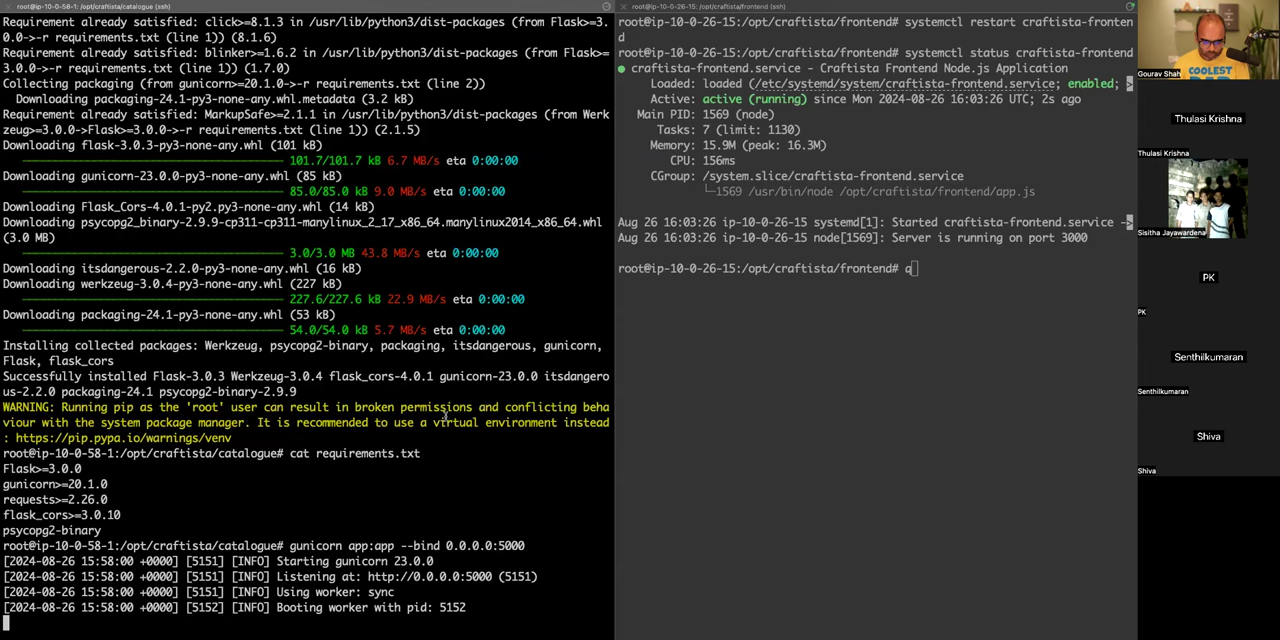 root@ip-10-0-58-1:/opt/craftista/catalogue (ssh)
Requirement already satisfied: click>=8.1.3 in /usr/lib/python3/dist-packages (from Flask>=3.
0.0->-r requirements.txt (line 1)) (8.1.6)
Requirement already satisfied: blinker>=1.6.2 in /usr/lib/python3/dist-packages (from Flask>=
3.0.0->-r requirements.txt (line 1)) (1.7.0)
Collecting packaging (from gunicorn>=20.1.0->-r requirements.txt (line 2))
Downloading packaging-24.1-py3-none-any.whl.metadata (3.2 kB)
Requirement already satisfied: MarkupSafe>=2.1.1 in /usr/lib/python3/dist-packages (from Werk
zeug>=3.0.0->Flask>=3.0.0->-r requirements.txt (line 1)) (2.1.5)
Downloading flask-3.0.3-py3-none-any.whl (101 kB)
101.7/101.7 kB 6.7 MB/s eta 0:00:00
Downloading gunicorn-23.0.0-py3-none-any.whl (85 kB)
85.0/85.0 kB 9.0 MB/s eta 0:00:00
Downloading Flask_Cors-4.0.1-py2.py3-none-any.whl (14 kB)
Downloading psycopg2_binary-2.9.9-cp311-cp311-manylinux_2_17_x86_64.manylinux2014_x86_64.whl
(3.0 MB)
3.0/3.0 MB 43.8 MB/s eta 0:00:00
Downloading itsdangerous-2.2.0-py3-none-any.whl (16 kB)
Downloading werkzeug-3.0.4-py3-none-any.whl (227 kB)
227.6/227.6 kB 22.9 MB/s eta 0:00:00
Downloading packaging-24.1-py3-none-any.whl (53 kB)
54.0/54.0 kB 5.7 MB/s eta 0:00:00
Installing collected packages: Werkzeug, psycopg2-binary, packaging, itsdangerous, gunicorn,
Flask, flask_cors
Successfully installed Flask-3.0.3 Werkzeug-3.0.4 flask_cors-4.0.1 gunicorn-23.0.0 itsdangero
us-2.2.0 packaging-24.1 psycopg2-binary-2.9.9
WARNING: Running pip as the 'root' user can result in broken permissions and conflicting beha
viour with the system package manager. It is recommended to use a virtual environment instead
: https://pip.pypa.io/warnings/venv
root@ip-10-0-58-1:/opt/craftista/catalogue# cat requirements.txt
Flask>=3.0.0
gunicorn>=20.1.0
requests>=2.26.0
flask_cors>=3.0.10
psycopg2-binary
root@ip-10-0-58-1:/opt/craftista/catalogue# gunicorn app:app --bind 0.0.0.0:5000
[2024-08-26 15:58:00 +0000] [5151] [INFO] Starting gunicorn 23.0.0
[2024-08-26 15:58:00 +0000] [5151] [INFO] Listening at: http://0.0.0.0:5000 (5151)
[2024-08-26 15:58:00 +0000] [5151] [INFO] Using worker: sync
[2024-08-26 15:58:00 +0000] [5152] [INFO] Booting worker with pid: 5152
root@ip-10-0-26-15:/opt/craftista/frontend (ssh)
root@ip-10-0-26-15:/opt/craftista/frontend# systemctl restart craftista-fronten
d
root@ip-10-0-26-15:/opt/craftista/frontend# systemctl status craftista-frontend
● craftista-frontend.service - Craftista Frontend Node.js Application
Loaded: loaded (/etc/systemd/system/craftista-frontend.service; enabled; >
Active: active (running) since Mon 2024-08-26 16:03:26 UTC; 2s ago
Main PID: 1569 (node)
Tasks: 7 (limit: 1130)
Memory: 15.9M (peak: 16.3M)
CPU: 156ms
CGroup: /system.slice/craftista-frontend.service
└─1569 /usr/bin/node /opt/craftista/frontend/app.js
Aug 26 16:03:26 ip-10-0-26-15 systemd[1]: Started craftista-frontend.service ->
Aug 26 16:03:26 ip-10-0-26-15 node[1569]: Server is running on port 3000
root@ip-10-0-26-15:/opt/craftista/frontend# q
COOLEST
Gourav Shah
Thulasi Krishna
Thulasi Krishna
Sisitha Jayawardena
PK
PK
Senthilkumaran
Senthilkumaran
Shiva
Shiva